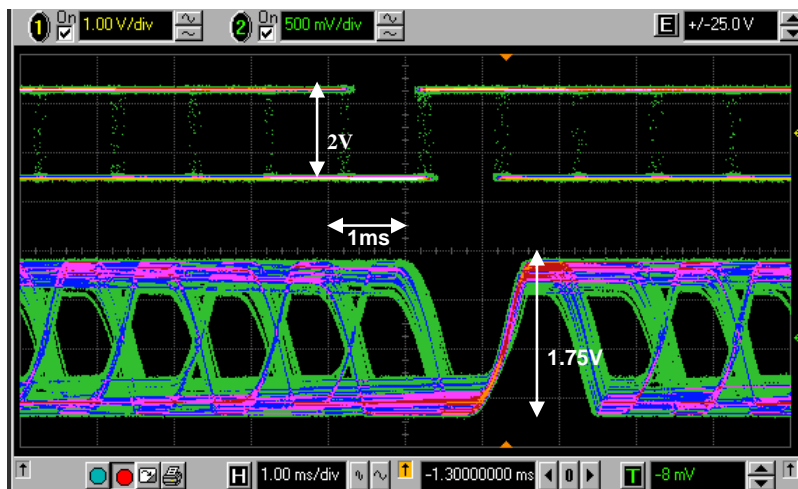 1 On 1.00 V/div 2 On 500 mV/div E +/-25.0 V
2V
1ms
1.75V
H 1.00 ms/div -1.30000000 ms 0 T -8 mV